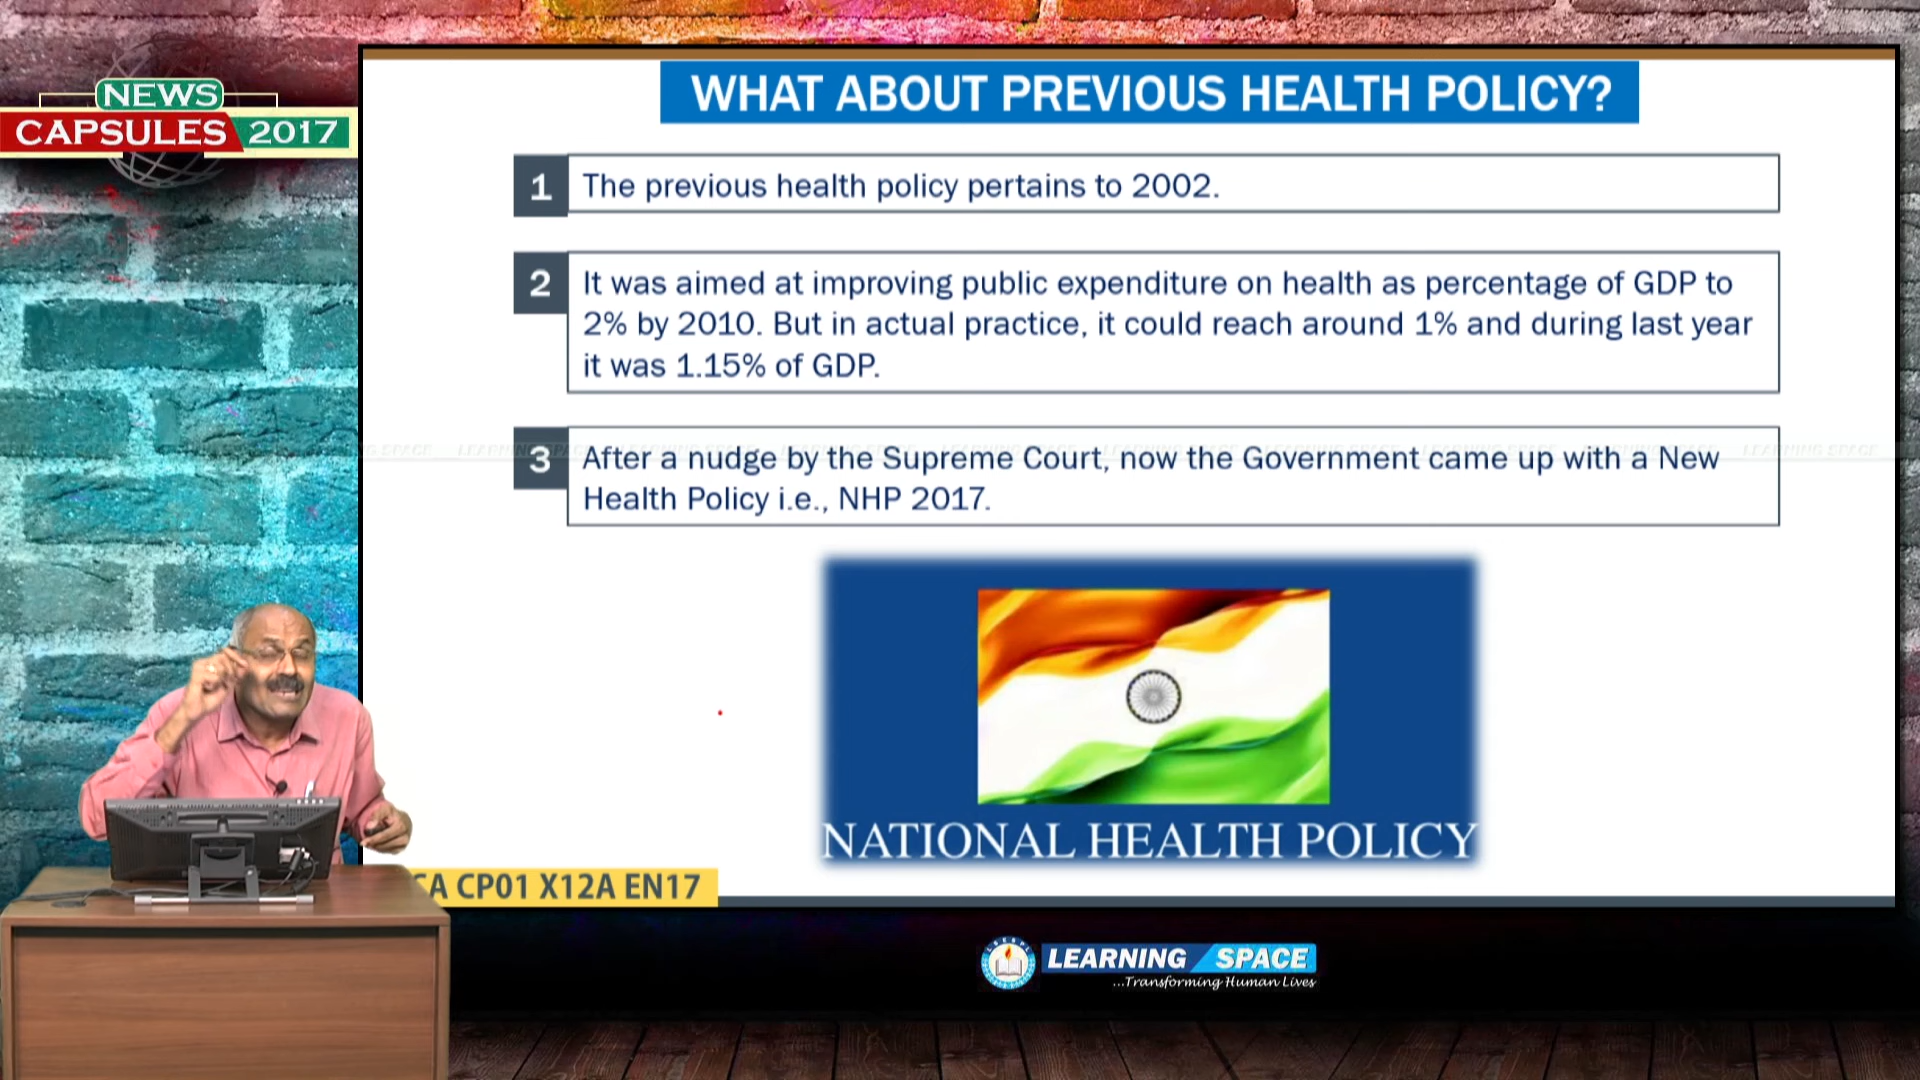 NEWS
CAPSULES 2017
WHAT ABOUT PREVIOUS HEALTH POLICY?
1 The previous health policy pertains to 2002.
2 It was aimed at improving public expenditure on health as percentage of GDP to
2% by 2010. But in actual practice, it could reach around 1% and during last year
it was 1.15% of GDP.
3 After a nudge by the Supreme Court, now the Government came up with a New
Health Policy i.e., NHP 2017.
NATIONAL HEALTH POLICY
CA CP01 X12A EN17
LEARNING SPACE
...Transforming Human Lives